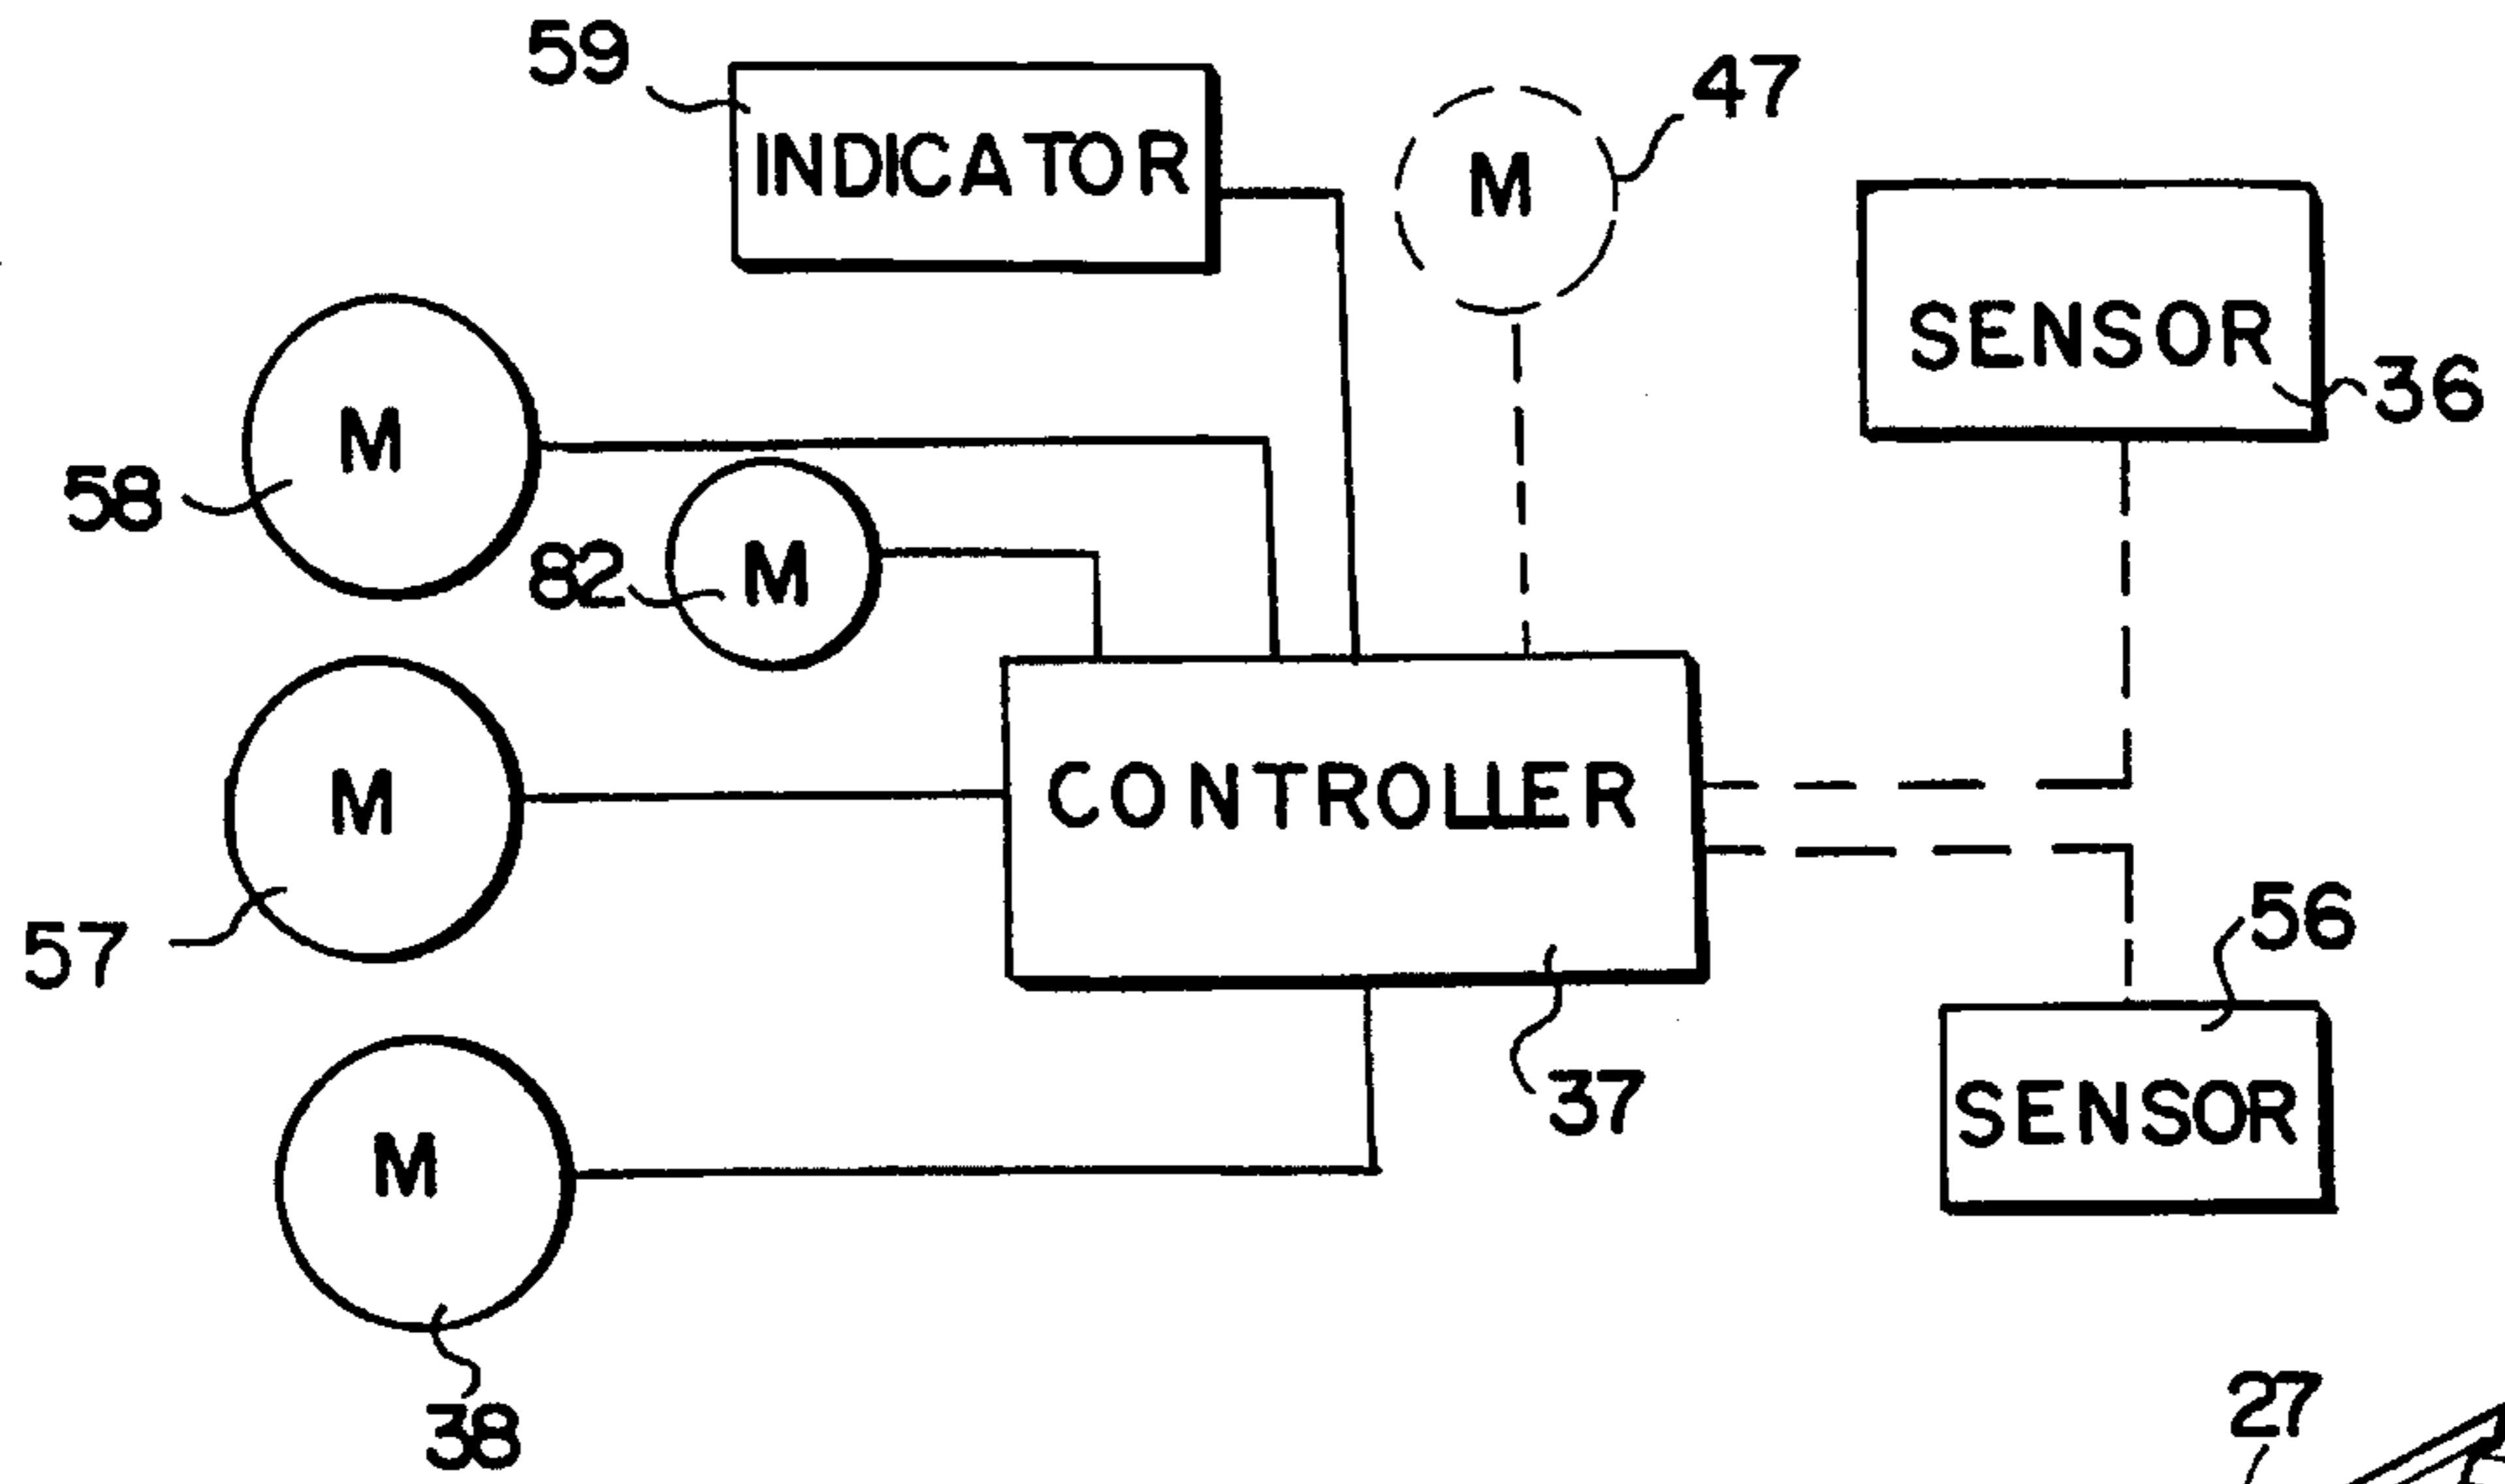 59
INDICATOR
47
M
SENSOR
36
M
58
82
M
M
57
CONTROLLER
37
56
SENSOR
M
38
27